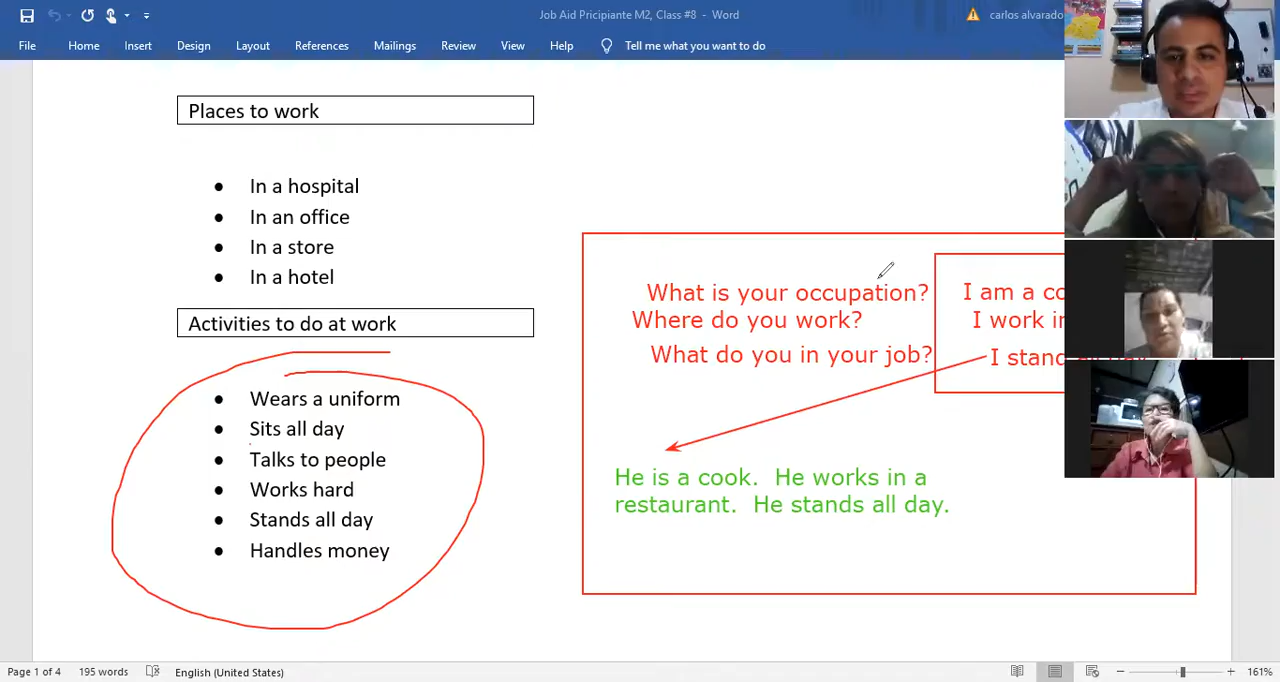 Job Aid Pricipiante M2, Class #8 - Word
carlos alvarado
File Home Insert Design Layout References Mailings Review View Help Tell me what you want to do
Places to work
In a hospital
In an office
In a store
In a hotel
Activities to do at work
Wears a uniform
Sits all day
Talks to people
Works hard
Stands all day
Handles money
What is your occupation?
Where do you work?
What do you in your job?
I am a
I work
I stand
He is a cook. He works in a
restaurant. He stands all day.
Page 1 of 4 195 words English (United States) 161%